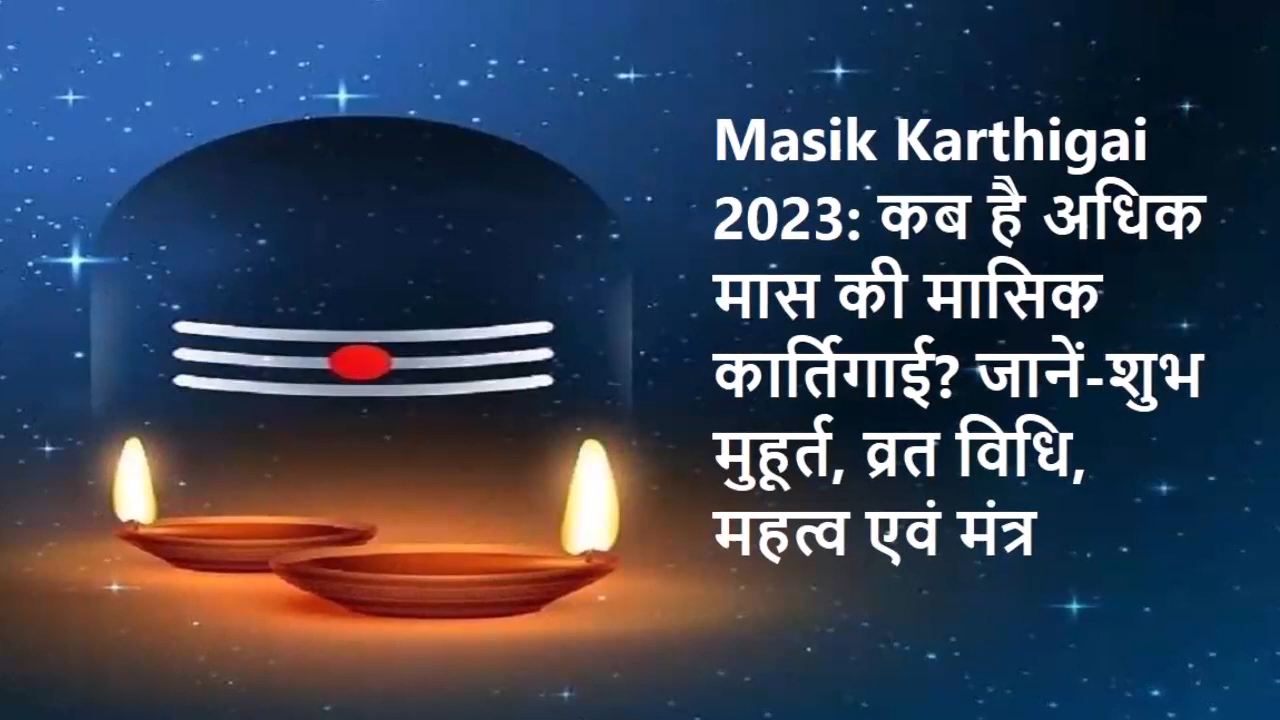 Masik Karthigai
2023: कब है अधिक
मास की मासिक
कार्तिगाई? जानें-शुभ
मुहूर्त, व्रत विधि,
महत्व एवं मंत्र